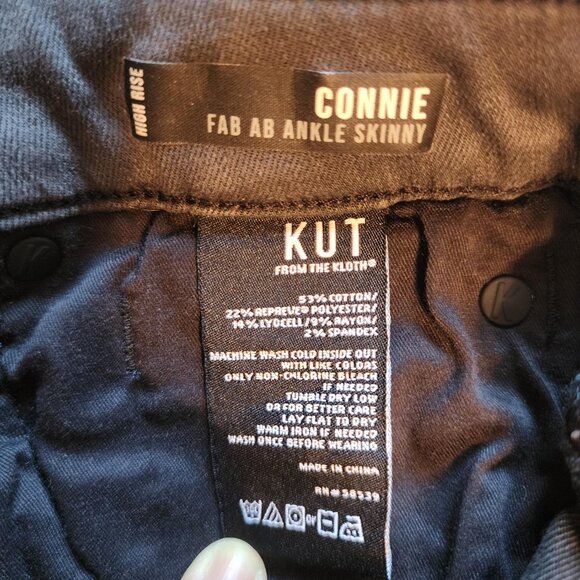 HIGH RISE
CONNIE
FAB AB ANKLE SKINNY
KUT
FROM THE KLOTH®
53% COTTON/
22% REPREVE® POLYESTER/
14% LYOCELL/9% RAYON/
2% SPANDEX
MACHINE WASH COLD INSIDE OUT
WITH LIKE COLORS
ONLY NON-CHLORINE BLEACH
IF NEEDED
TUMBLE DRY LOW
OR FOR BETTER CARE
LAY FLAT TO DRY
WARM IRON IF NEEDED
WASH ONCE BEFORE WEARING
MADE IN CHINA
RN# 58539
OR
K